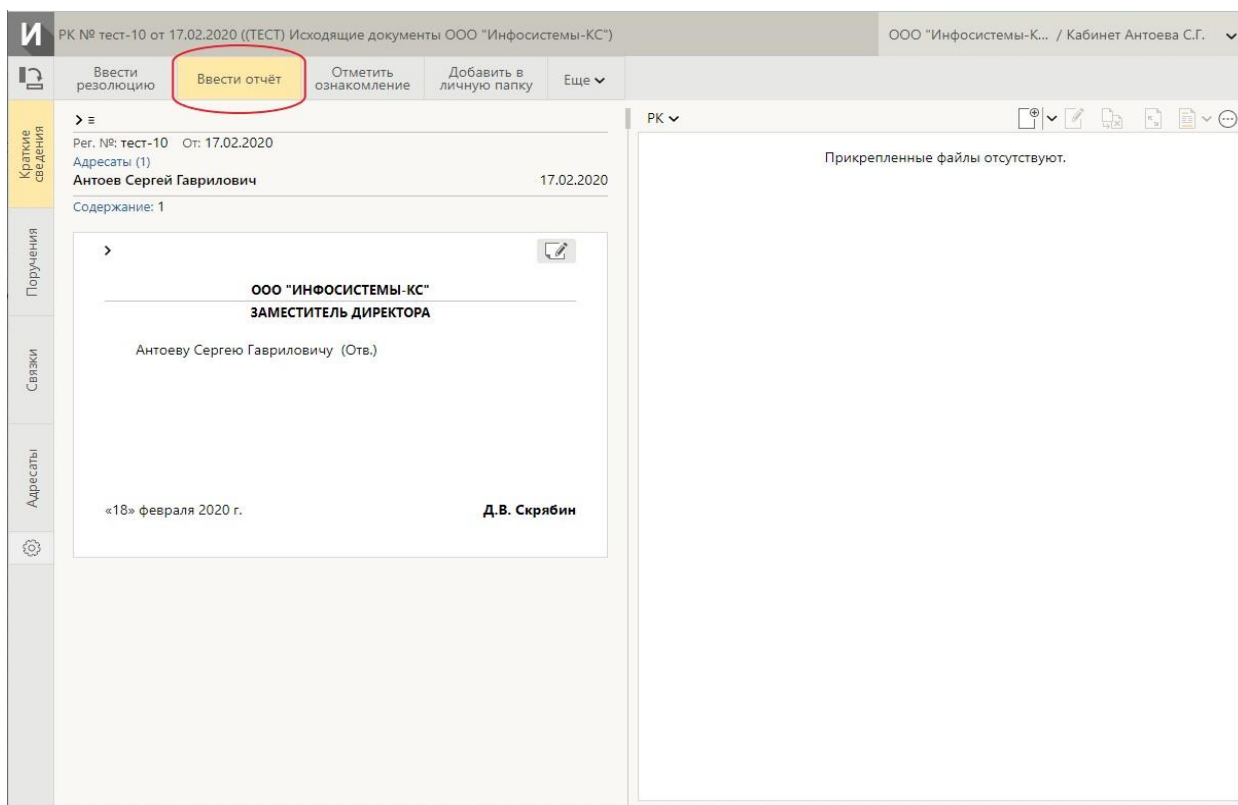 И
РК № тест-10 от 17.02.2020 ((ТЕСТ) Исходящие документы ООО "Инфосистемы-КС")
ООО "Инфосистемы-К... / Кабинет Антоева С.Г.
Ввести
резолюцию
Ввести отчёт
Отметить
ознакомление
Добавить в
личную папку
Еще
Краткие
сведения
Поручения
Связки
Адресаты
Рег. №: тест-10 От: 17.02.2020
Адресаты (1)
Антоев Сергей Гаврилович 17.02.2020
Содержание: 1
ООО "ИНФОСИСТЕМЫ-КС"
ЗАМЕСТИТЕЛЬ ДИРЕКТОРА
Антоеву Сергею Гавриловичу (Отв.)
«18» февраля 2020 г. Д.В. Скрябин
РК
Прикрепленные файлы отсутствуют.